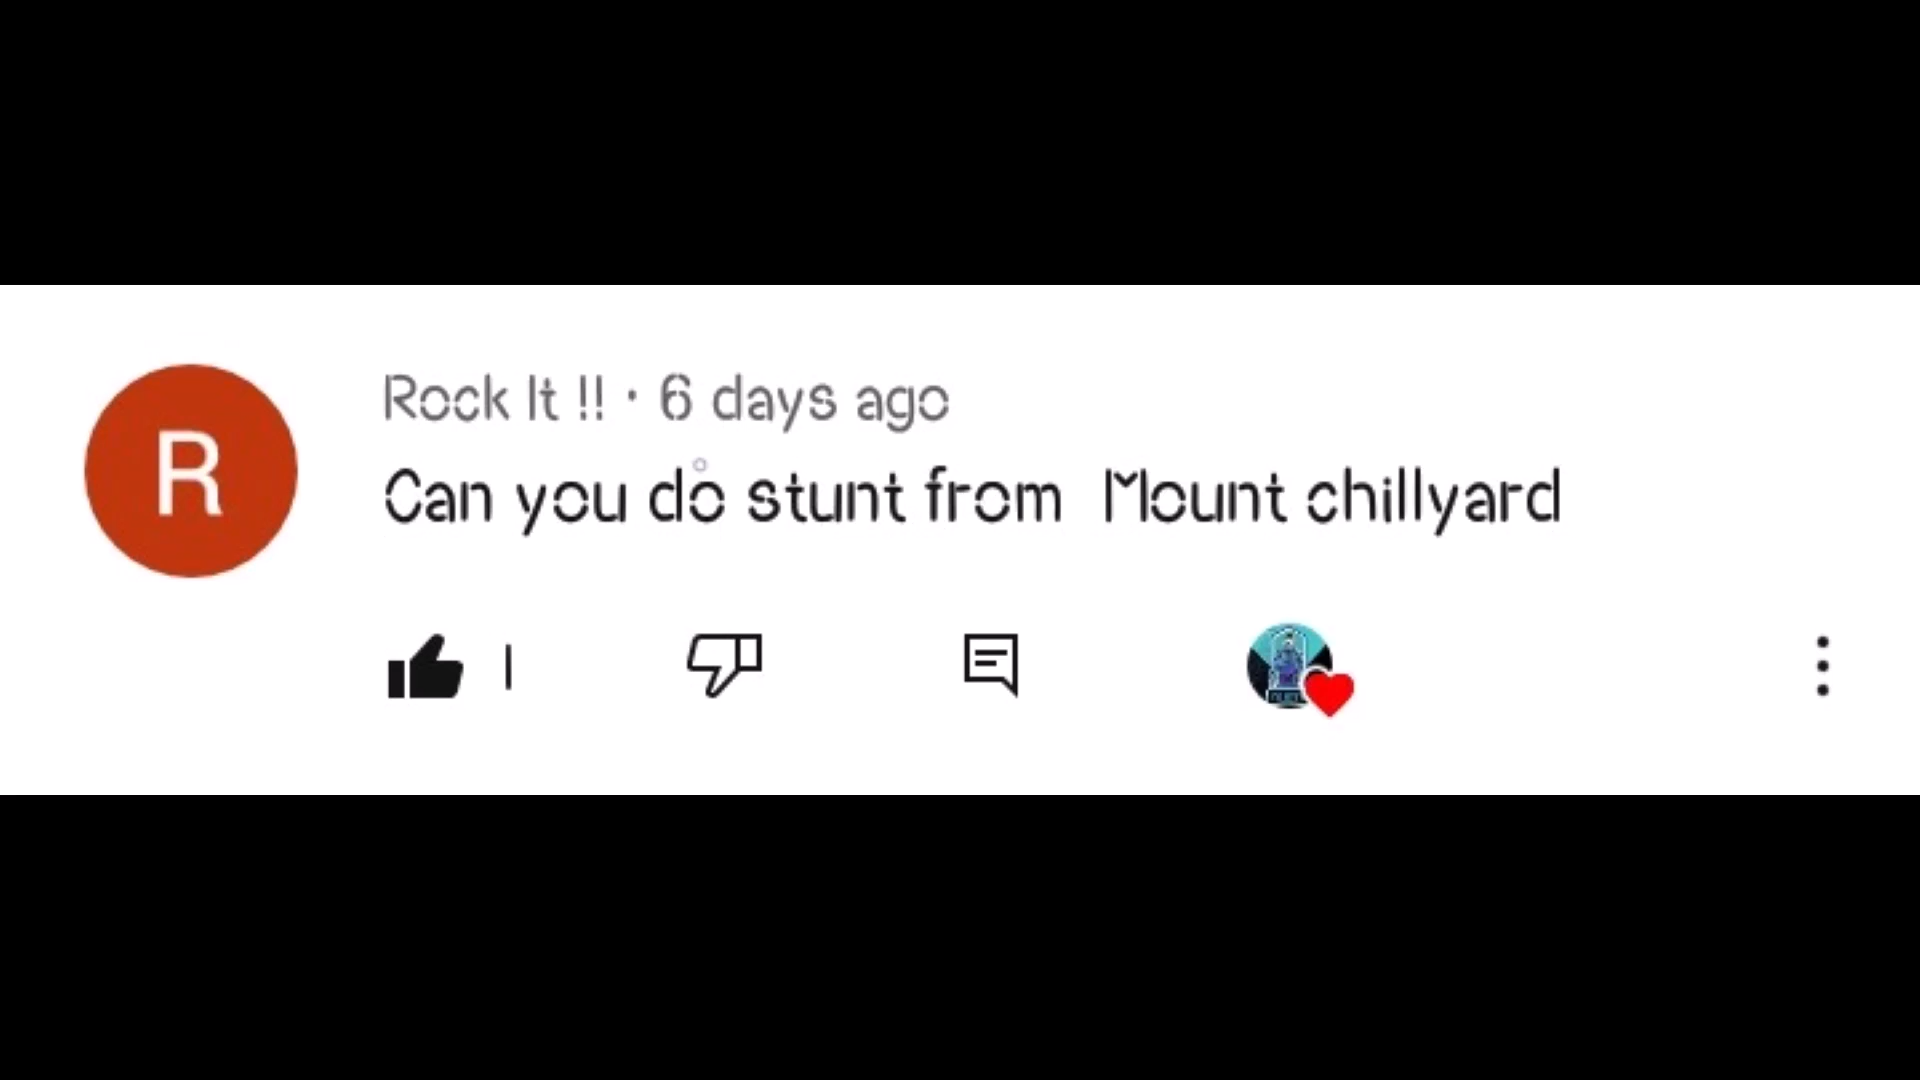 R
Rock It !! · 6 days ago
Can you do stunt from  Mount chillyard
1